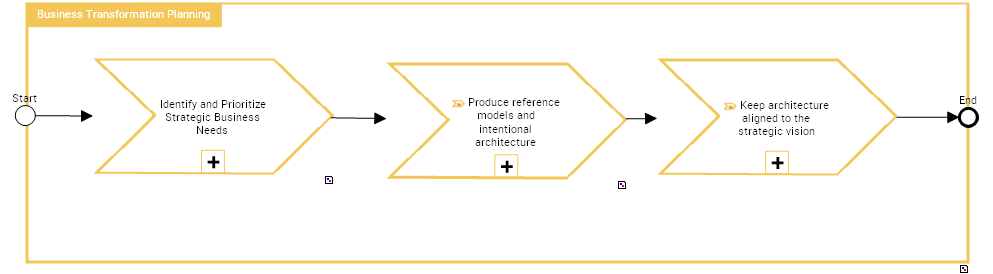 Business Transformation Planning
Start
Identify and Prioritize
Strategic Business
Needs
Produce reference
models and
intentional
architecture
Keep architecture
aligned to the
strategic vision
End